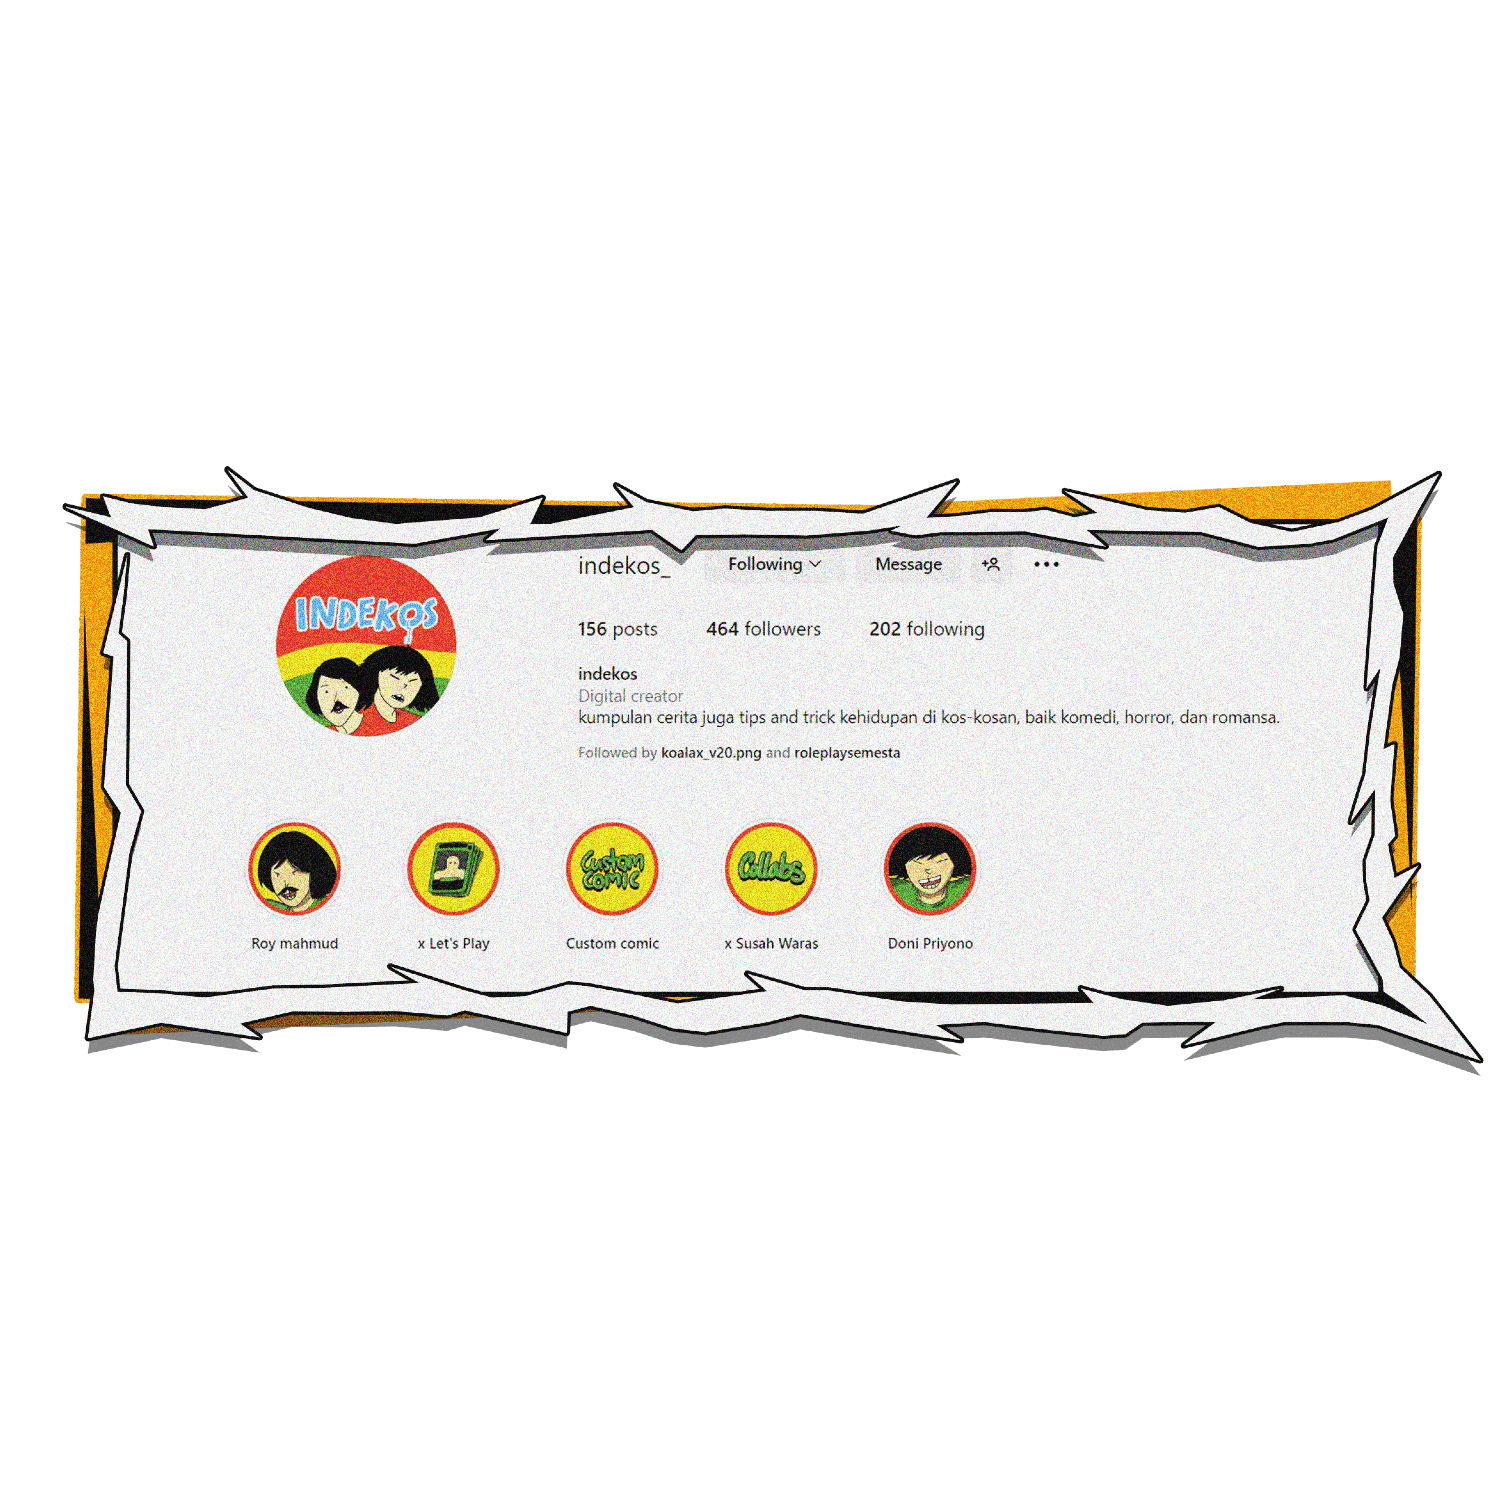 indekos_ Following Message
INDEKOS
156 posts 464 followers 202 following
indekos
Digital creator
kumpulan cerita juga tips and trick kehidupan di kos-kosan, baik komedi, horror, dan romansa.
Followed by koalax_v20.png and roleplaysemesta
Custom
COMIC
Collabs
Roy mahmud
x Let's Play
Custom comic
x Susah Waras
Doni Priyono